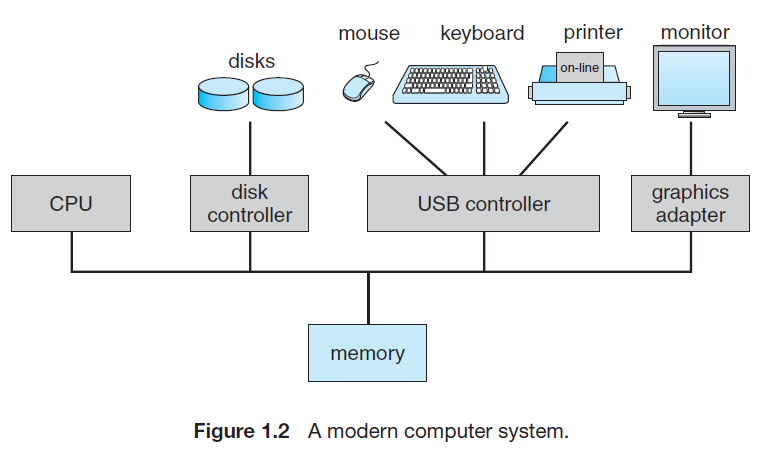 mouse keyboard printer monitor
disks
on-line
CPU
disk
controller
USB controller
graphics
adapter
memory
Figure 1.2 A modern computer system.